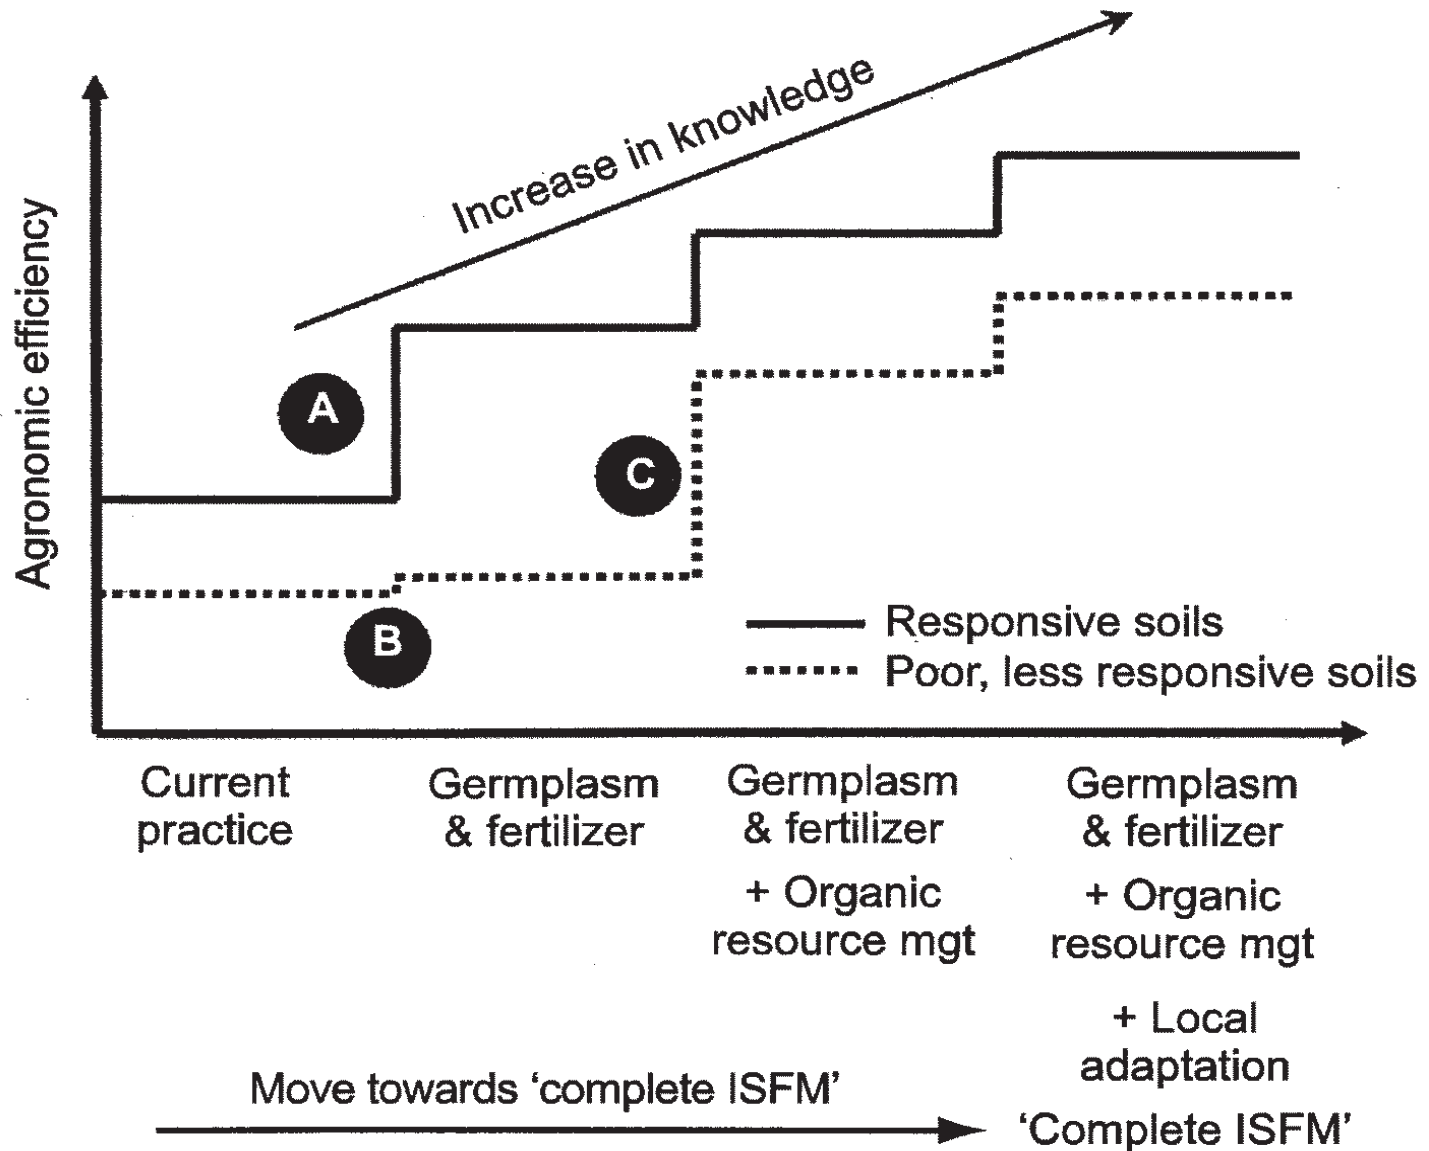 Increase in knowledge
Agronomic efficiency
A
C
B
Responsive soils
Poor, less responsive soils
Current
practice
Germplasm
& fertilizer
Germplasm
& fertilizer
+ Organic
resource mgt
Germplasm
& fertilizer
+ Organic
resource mgt
+ Local
adaptation
Move towards ‘complete ISFM’
‘Complete ISFM’